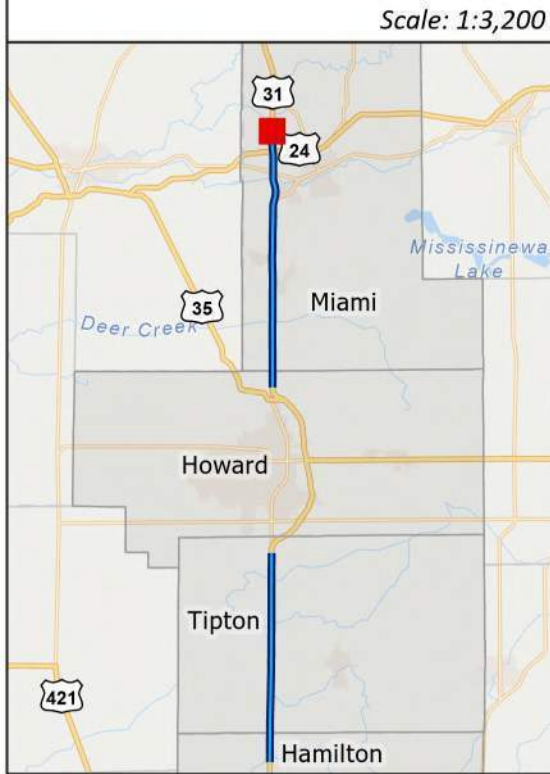 Scale: 1:3,200
31
24
Mississinewa
Lake
Miami
35
Deer Creek
Howard
Tipton
421
Hamilton